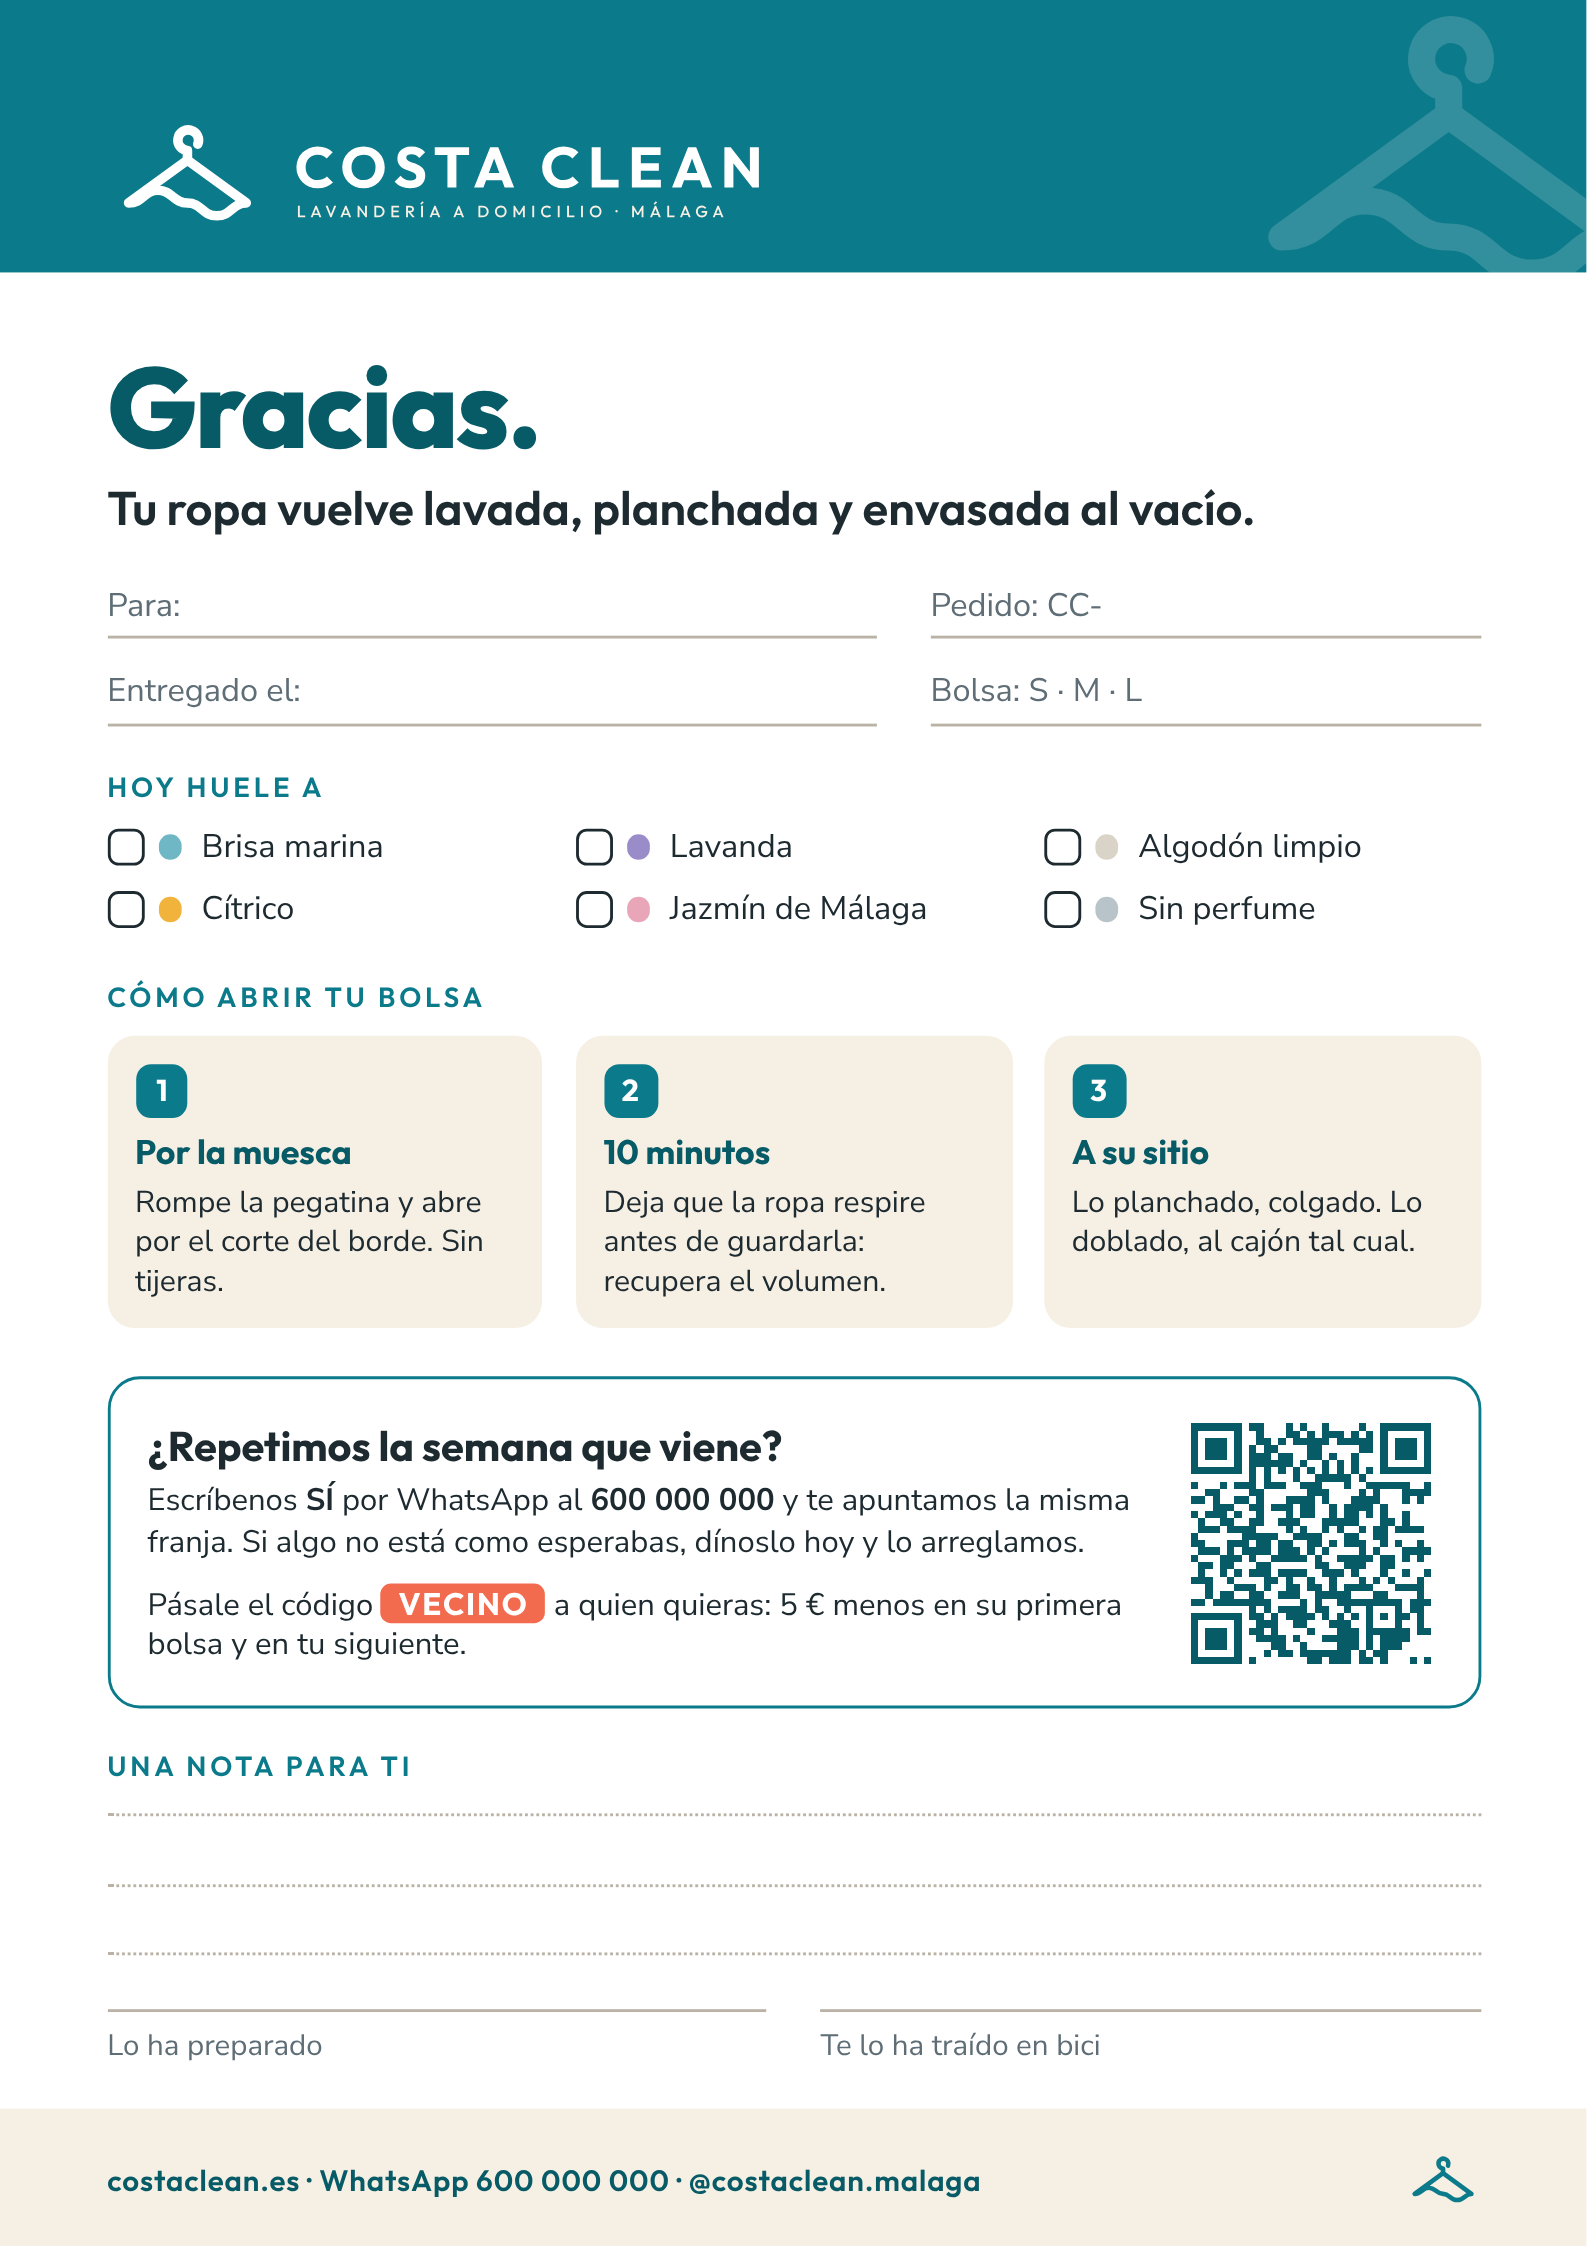 COSTA CLEAN
LAVANDERÍA A DOMICILIO · MÁLAGA
Gracias.
Tu ropa vuelve lavada, planchada y envasada al vacío.
Para:
Pedido: CC-
Entregado el:
Bolsa: S · M · L
HOY HUELE A
Brisa marina
Lavanda
Algodón limpio
Cítrico
Jazmín de Málaga
Sin perfume
CÓMO ABRIR TU BOLSA
1
Por la muesca
Rompe la pegatina y abre
por el corte del borde. Sin
tijeras.
2
10 minutos
Deja que la ropa respire
antes de guardarla:
recupera el volumen.
3
A su sitio
Lo planchado, colgado. Lo
doblado, al cajón tal cual.
¿Repetimos la semana que viene?
Escríbenos SÍ por WhatsApp al 600 000 000 y te apuntamos la misma
franja. Si algo no está como esperabas, dínoslo hoy y lo arreglamos.
Pásale el código VECINO a quien quieras: 5 € menos en su primera
bolsa y en tu siguiente.
UNA NOTA PARA TI
Lo ha preparado
Te lo ha traído en bici
costaclean.es · WhatsApp 600 000 000 · @costaclean.malaga